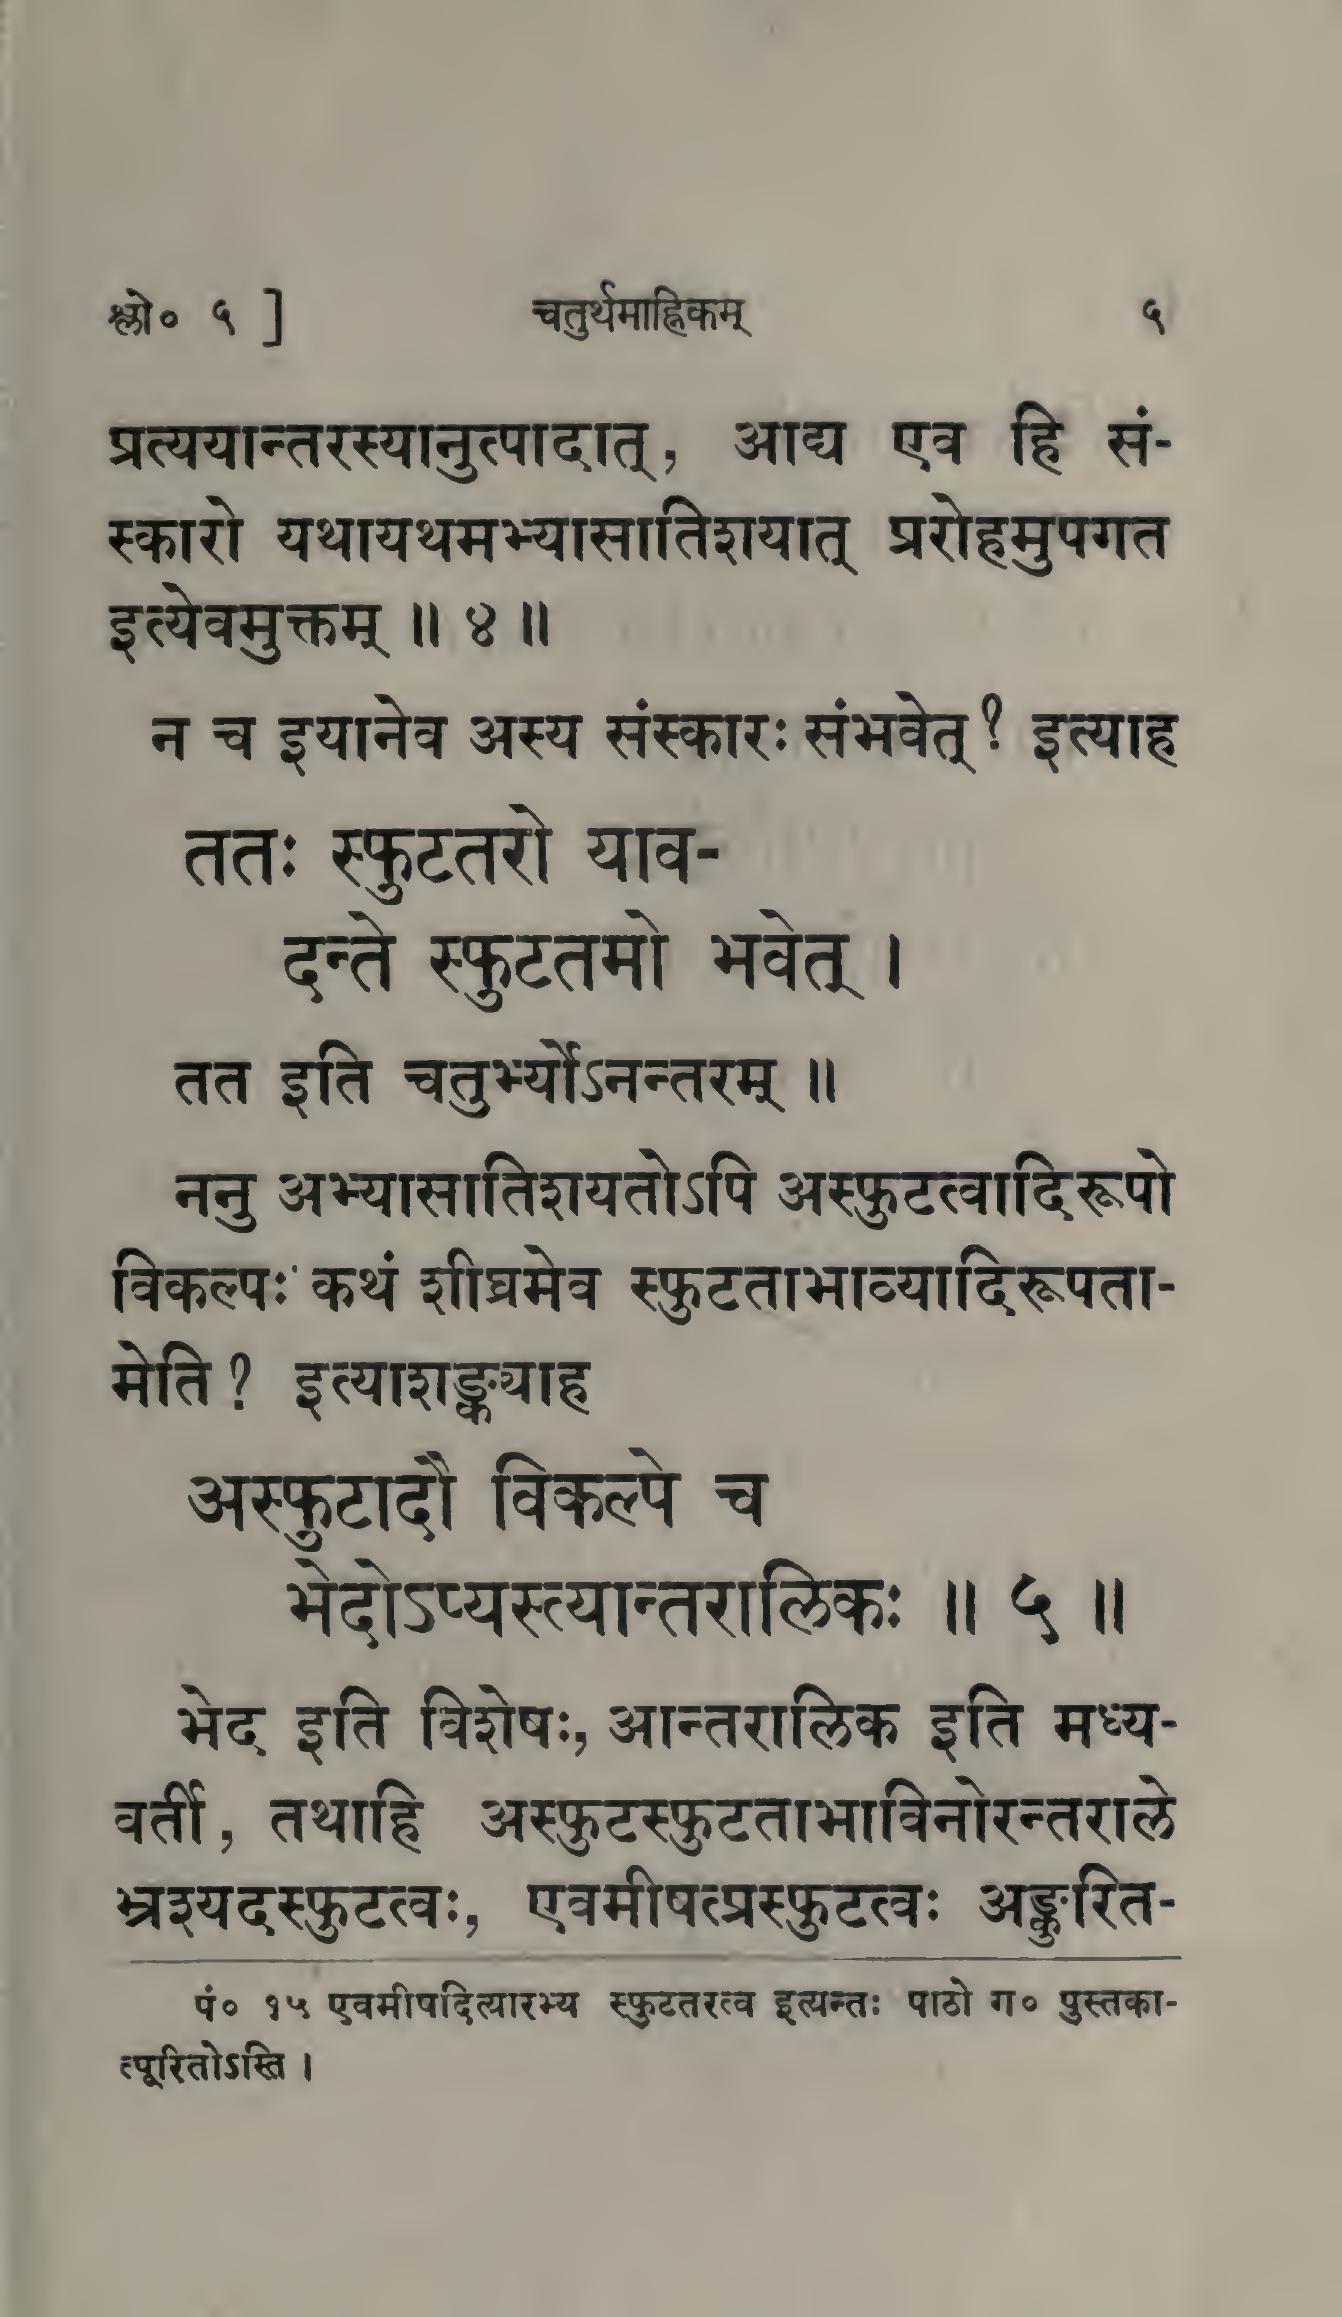 श्लो० ५ ] चतुर्थमाह्निकम् ५
प्रत्ययान्तरस्यानुत्पादात्, आद्य एव हि सं-
स्कारो यथायथमभ्यासातिशयात् प्ररोहमुपगत
इत्येवमुक्तम् ॥ ४ ॥
न च इयानेव अस्य संस्कारः संभवेत्? इत्याह
ततः स्फुटतरो याव-
दन्ते स्फुटतमो भवेत् ।
तत इति चतुर्भ्योऽनन्तरम् ॥
ननु अभ्यासातिशयतोऽपि अस्फुटत्वादिरूपो
विकल्पः कथं शीघ्रमेव स्फुटताभाव्यादिरूपता-
मेति? इत्याशङ्क्याह
अस्फुटादौ विकल्पे च
भेदोऽप्यस्त्यान्तरालिकः ॥ ५ ॥
भेद इति विशेषः, आन्तरालिक इति मध्य-
वर्ती, तथाहि अस्फुटस्फुटताभाविनोरन्तराले
भ्रश्यदस्फुटत्वः, एवमीषत्प्रस्फुटत्वः अङ्कुरित-
पं० १५ एवमीषदित्यारभ्य स्फुटतरत्व इत्यन्तः पाठो ग० पुस्तका-
त्पूरितोऽस्ति ।